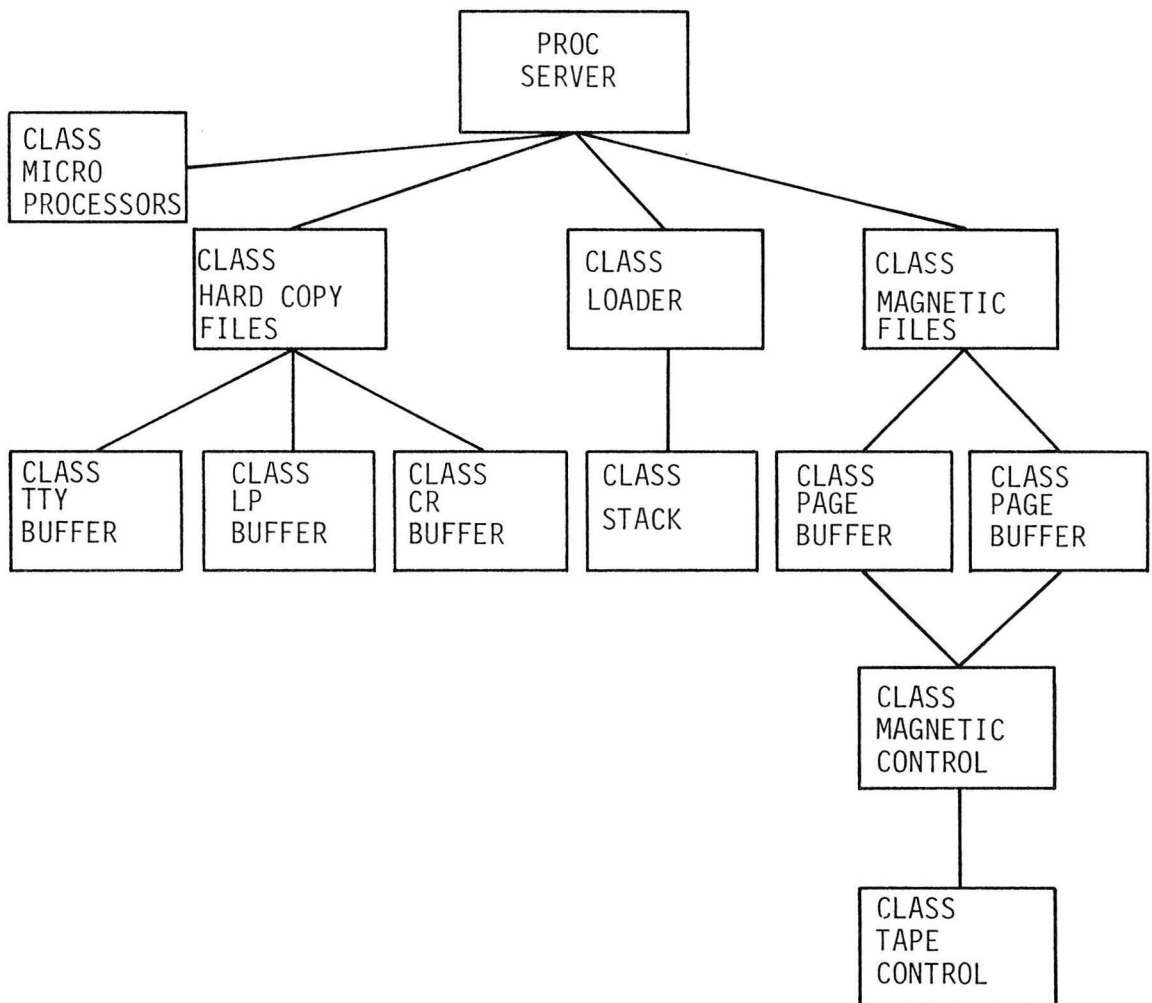 PROC
SERVER
CLASS
MICRO
PROCESSORS
CLASS
HARD COPY
FILES
CLASS
LOADER
CLASS
MAGNETIC
FILES
CLASS
TTY
BUFFER
CLASS
LP
BUFFER
CLASS
CR
BUFFER
CLASS
STACK
CLASS
PAGE
BUFFER
CLASS
PAGE
BUFFER
CLASS
MAGNETIC
CONTROL
CLASS
TAPE
CONTROL